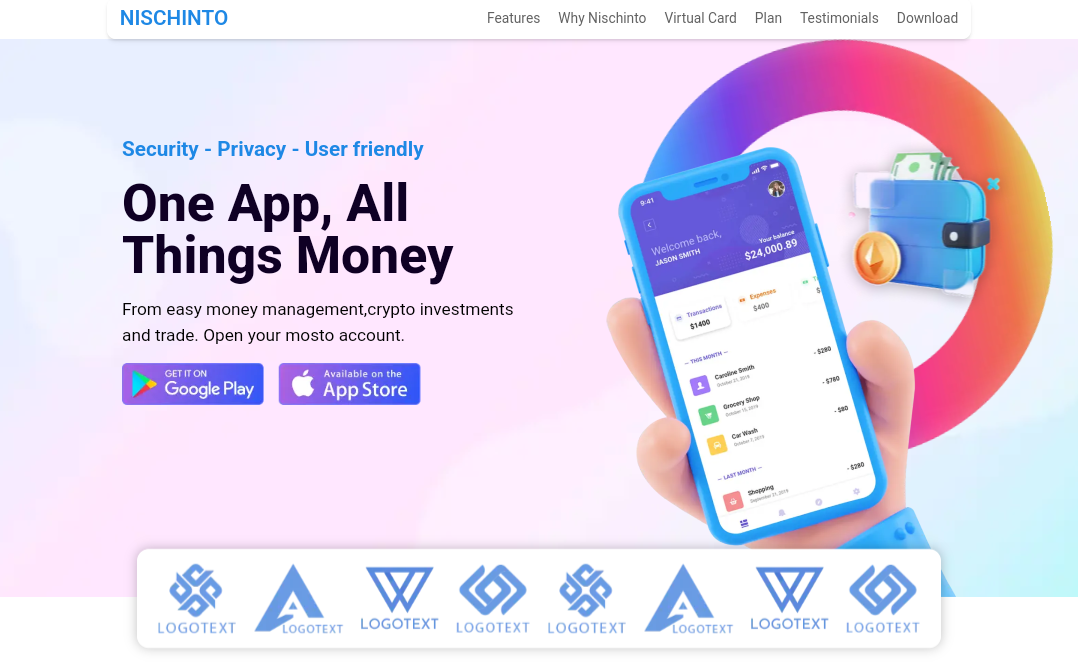 NISCHINTO
Features Why Nischinto Virtual Card Plan Testimonials Download
Security - Privacy - User friendly
One App, All
Things Money
From easy money management,crypto investments
and trade. Open your mosto account.
GET IT ON
Google Play
Available on the
App Store
9:41
Welcome back,
JASON SMITH
Your balance
$24,000.89
Transactions
$1400
Expenses
$400
THIS MONTH
Caroline Smith
October 21, 2019
- $280
Grocery Shop
October 15, 2019
- $780
Car Wash
October 7, 2019
- $80
LAST MONTH
Shopping
September 21, 2019
- $280
LOGOTEXT LOGOTEXT LOGOTEXT LOGOTEXT LOGOTEXT LOGOTEXT LOGOTEXT LOGOTEXT